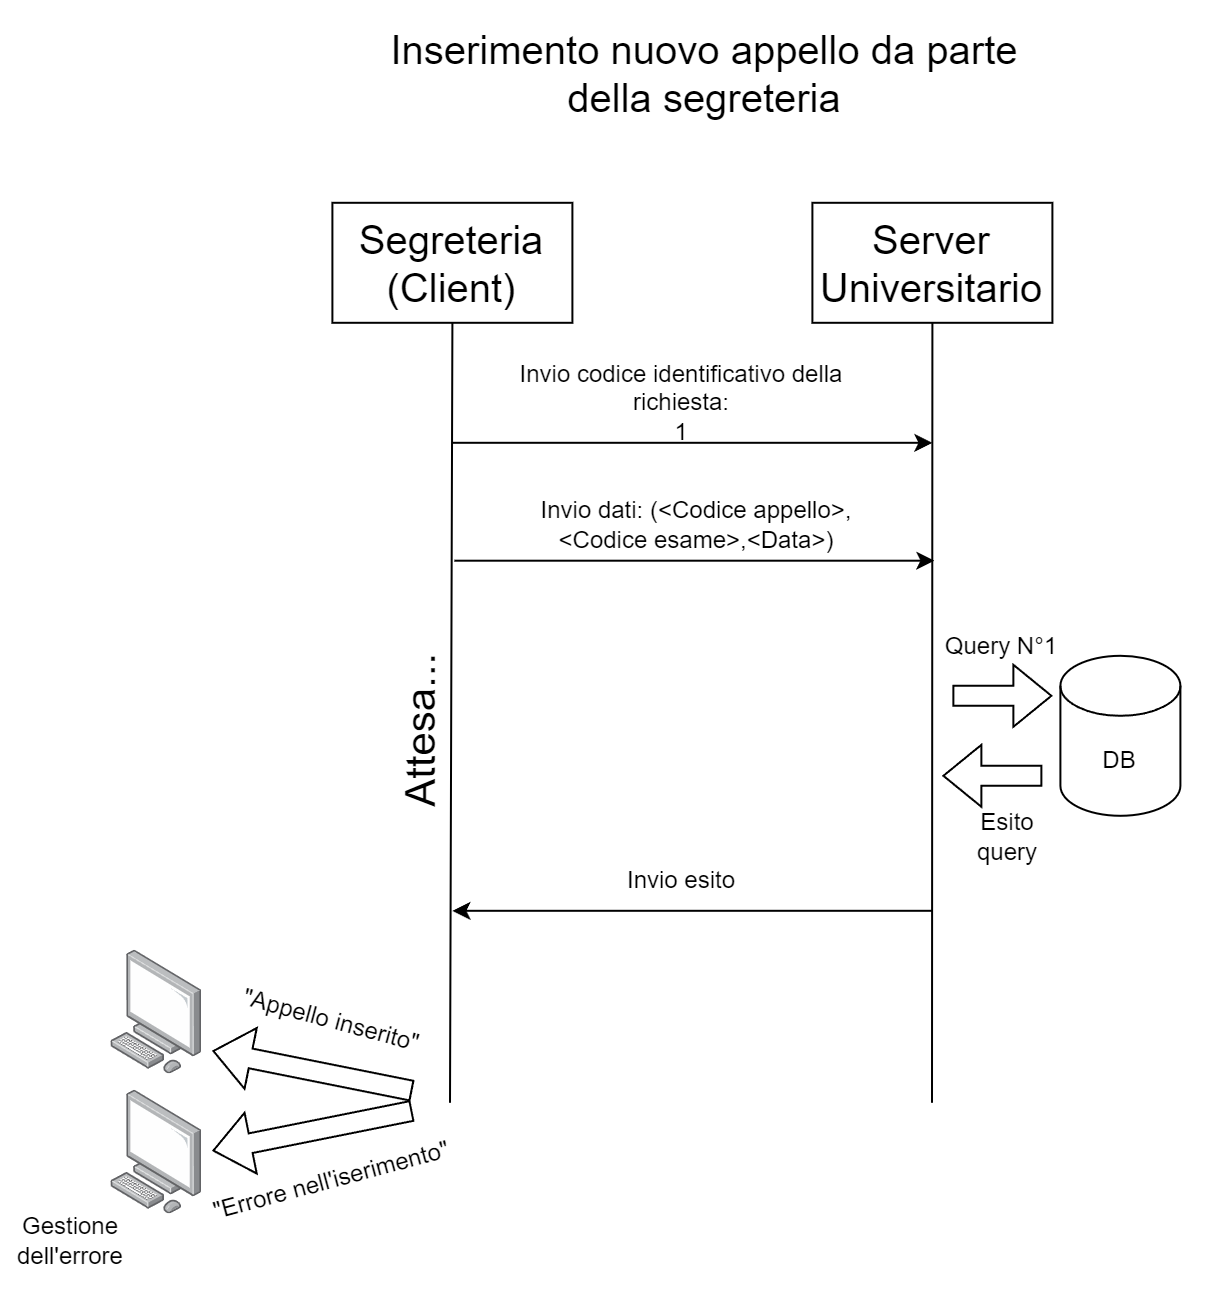 Inserimento nuovo appello da parte
della segreteria
Segreteria
(Client)
Server
Universitario
Invio codice identificativo della
richiesta:
1
Invio dati: (<Codice appello>,
<Codice esame>,<Data>)
Attesa...
Query N°1
DB
Esito
query
Invio esito
"Appello inserito"
"Errore nell'iserimento"
Gestione
dell'errore